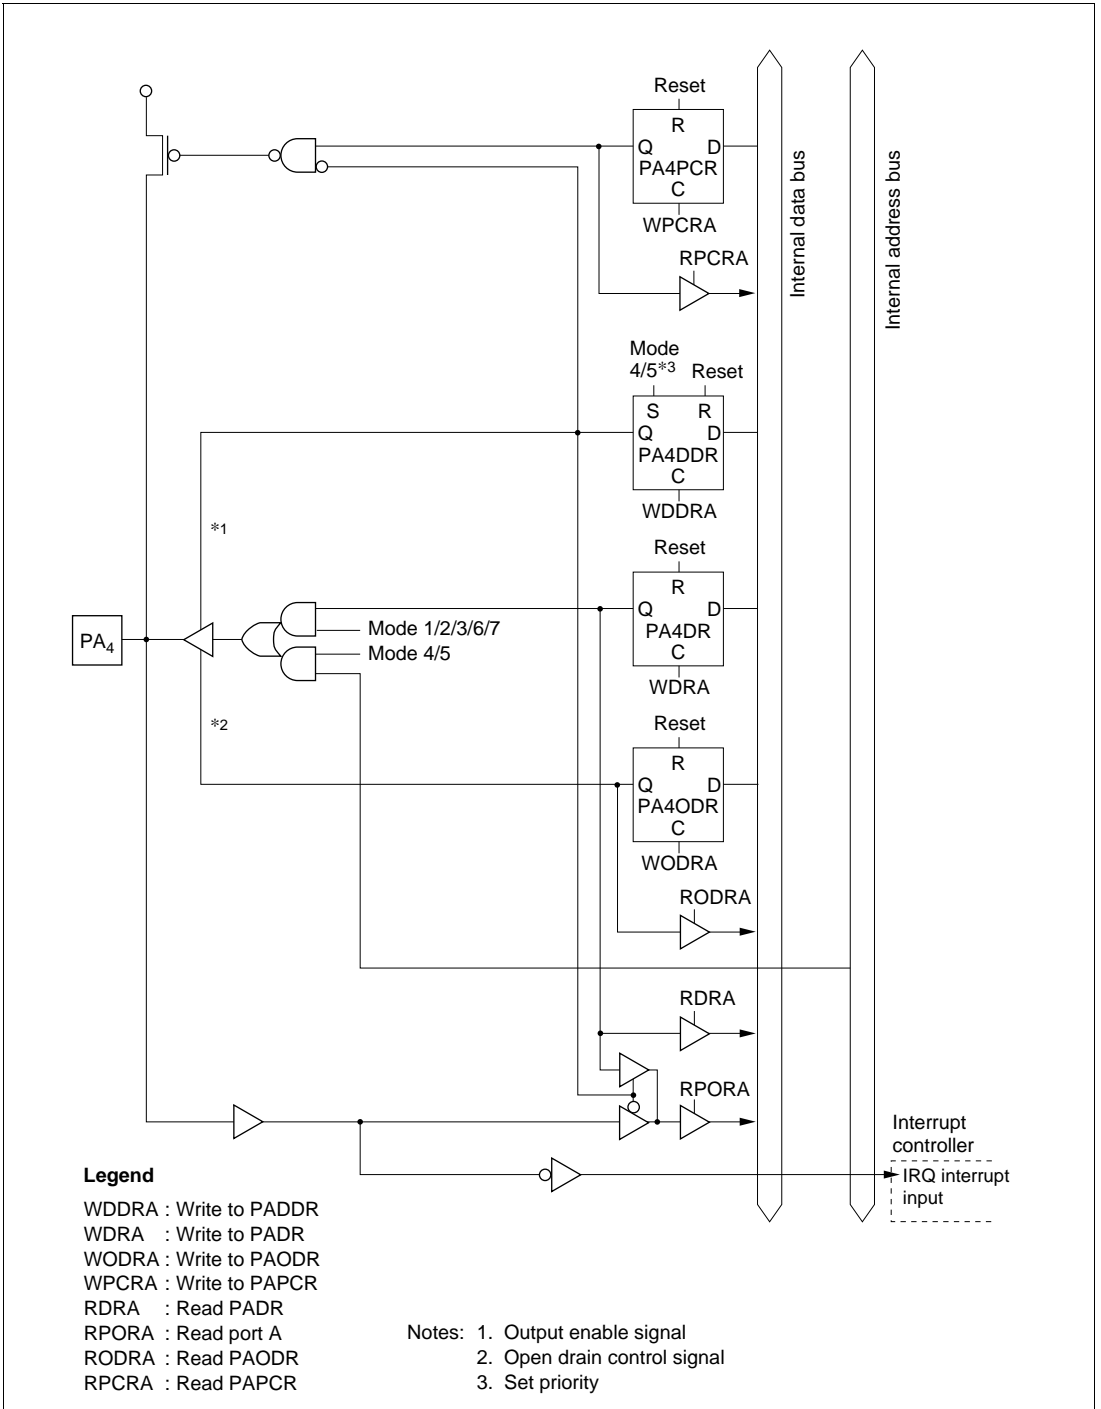 Reset
R
Q D
PA4PCR
C
WPCRA
RPCRA
Internal data bus
Internal address bus
Mode
4/5*3 Reset
S R
Q D
PA4DDR
C
WDDRA
*1
Reset
R
Q D
PA4DR
C
WDRA
Mode 1/2/3/6/7
Mode 4/5
PA4
*2
Reset
R
Q D
PA4ODR
C
WODRA
RODRA
RDRA
RPORA
Interrupt
controller
IRQ interrupt
input
Legend
WDDRA : Write to PADDR
WDRA : Write to PADR
WODRA : Write to PAODR
WPCRA : Write to PAPCR
RDRA : Read PADR
RPORA : Read port A
RODRA : Read PAODR
RPCRA : Read PAPCR
Notes: 1. Output enable signal
2. Open drain control signal
3. Set priority